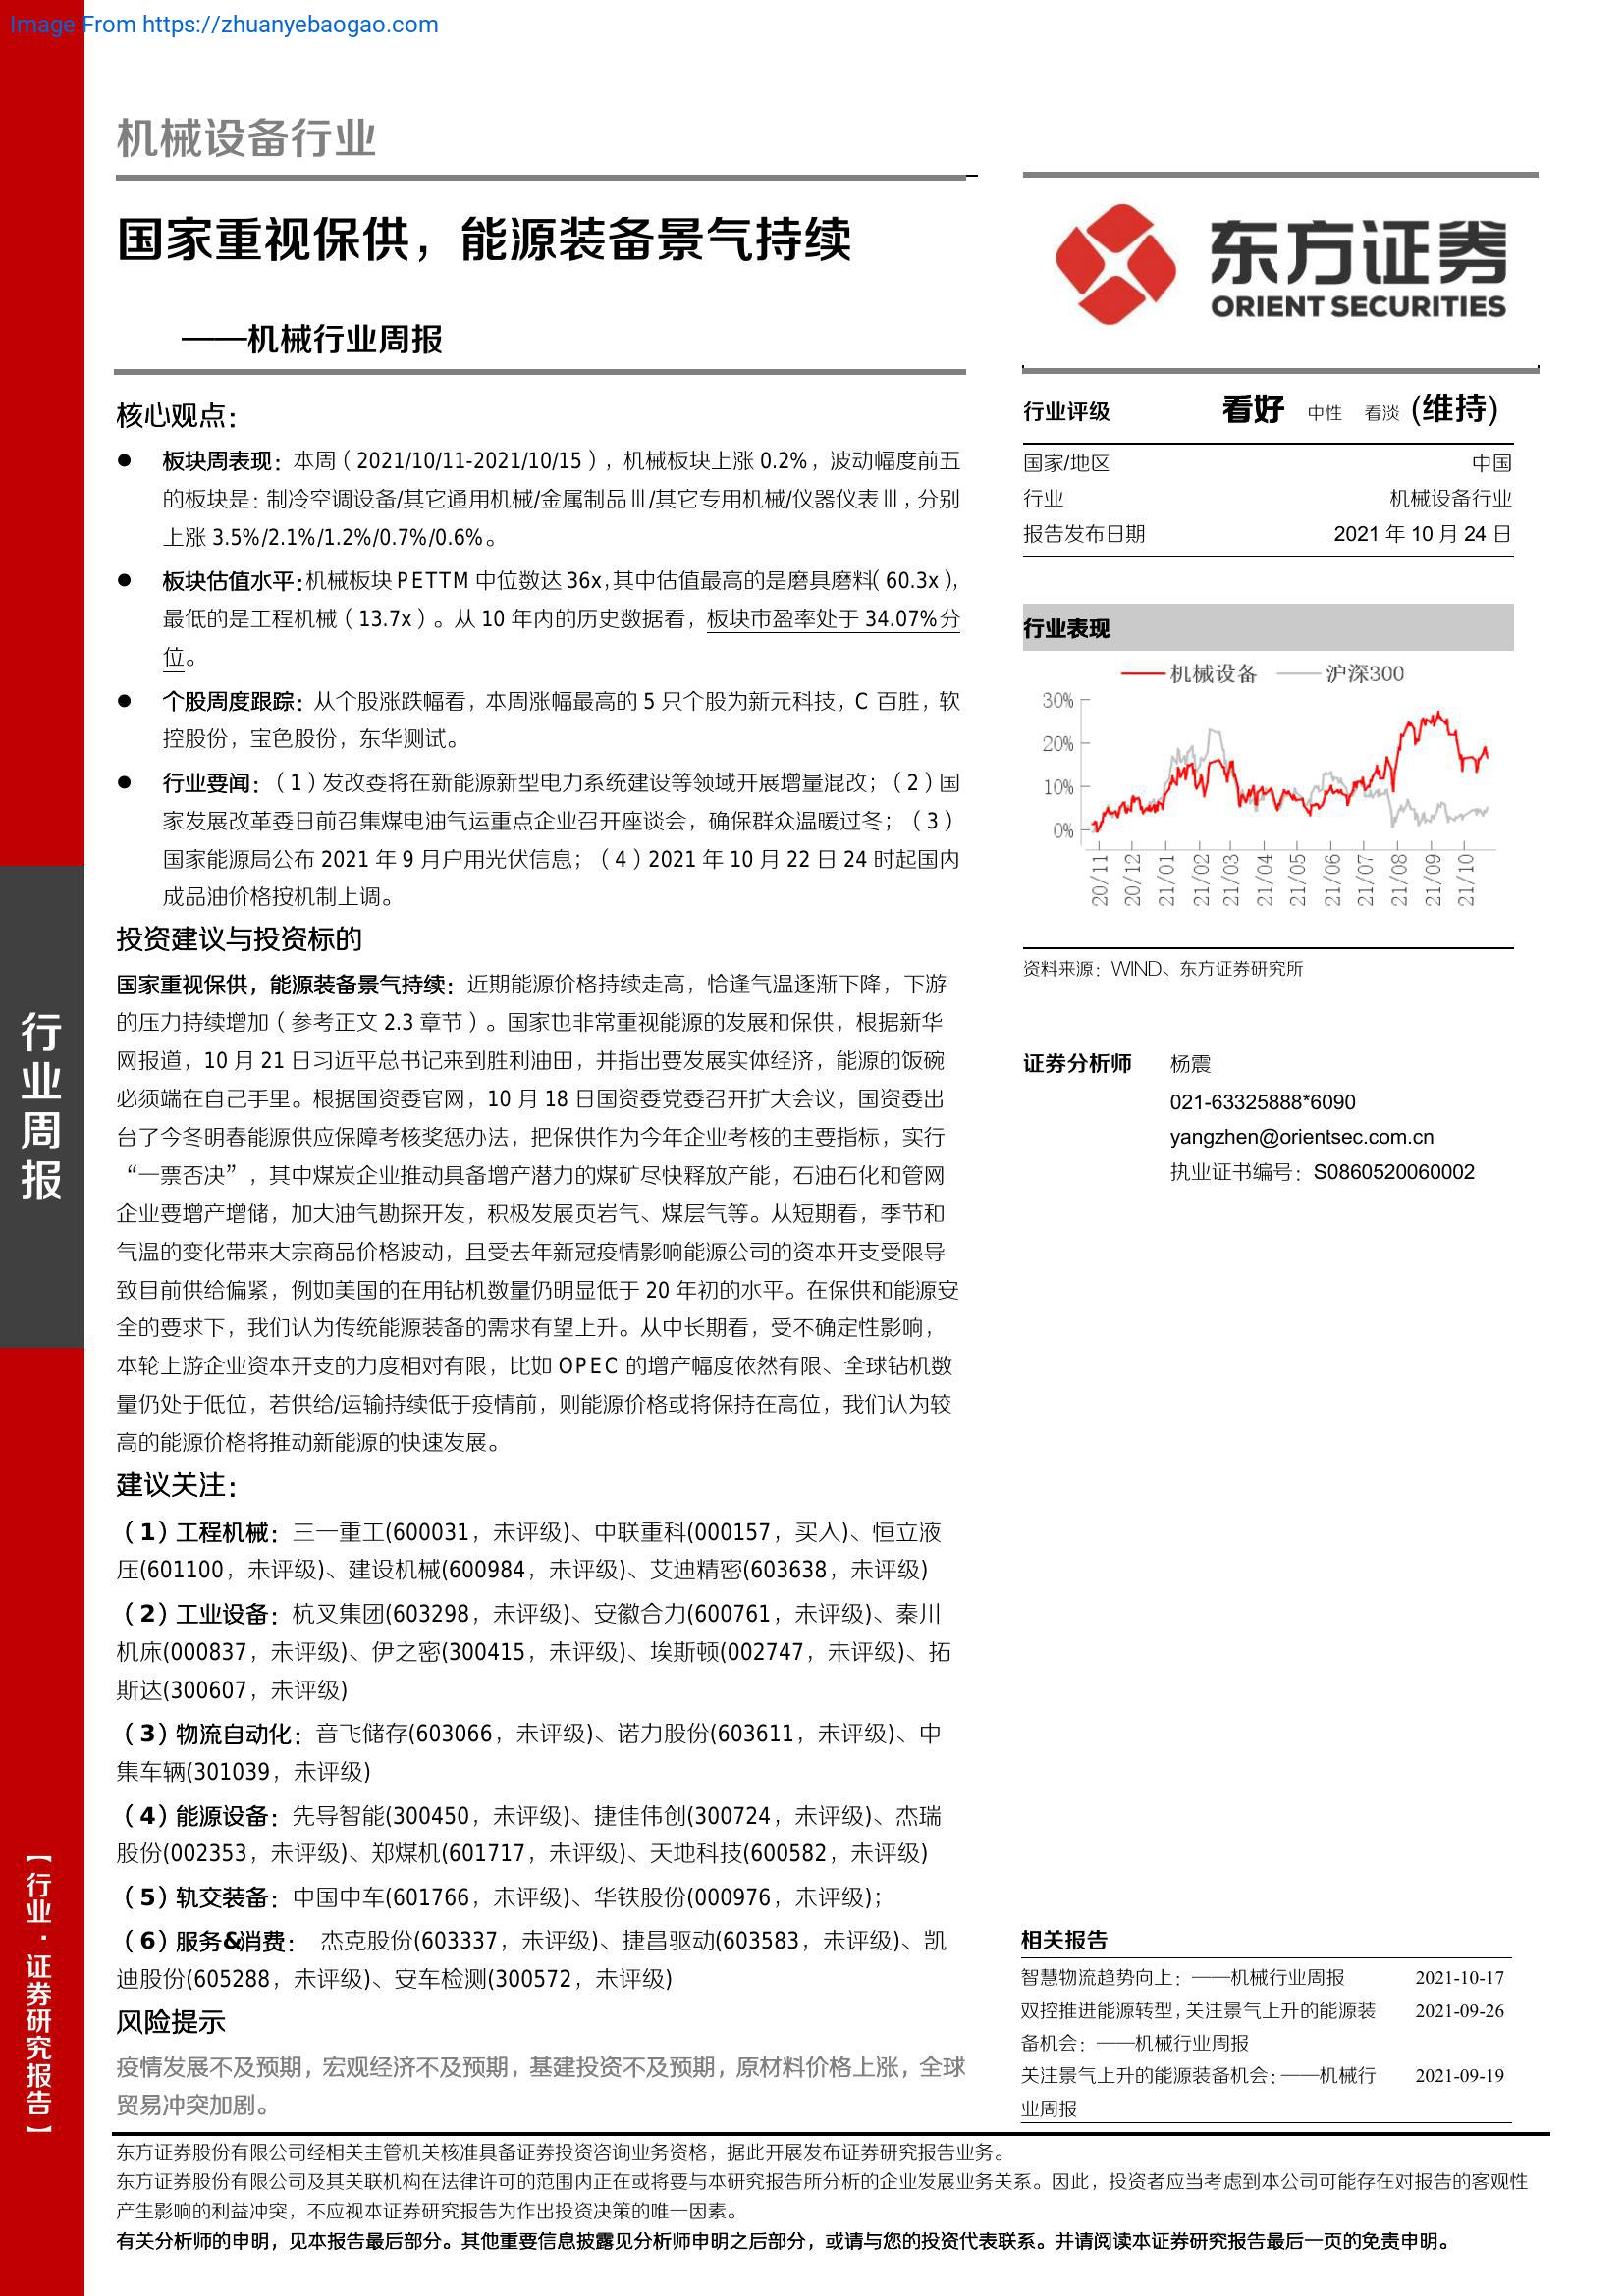 Image From https://zhuanyebaogao.com
机械设备行业
国家重视保供，能源装备景气持续
——机械行业周报
核心观点：
● 板块周表现：本周（2021/10/11-2021/10/15），机械板块上涨 0.2%，波动幅度前五
的板块是：制冷空调设备/其它通用机械/金属制品Ⅲ/其它专用机械/仪器仪表Ⅲ，分别
上涨 3.5%/2.1%/1.2%/0.7%/0.6%。
● 板块估值水平：机械板块 PETTM 中位数达 36x，其中估值最高的是磨具磨料（60.3x），
最低的是工程机械（13.7x）。从 10 年内的历史数据看，板块市盈率处于 34.07%分
位。
● 个股周度跟踪：从个股涨跌幅看，本周涨幅最高的 5 只个股为新元科技，C 百胜，软
控股份，宝色股份，东华测试。
● 行业要闻：（1）发改委将在新能源新型电力系统建设等领域开展增量混改；（2）国
家发展改革委日前召集煤电油气运重点企业召开座谈会，确保群众温暖过冬；（3）
国家能源局公布 2021 年 9 月户用光伏信息；（4）2021 年 10 月 22 日 24 时起国内
成品油价格按机制上调。
投资建议与投资标的
国家重视保供，能源装备景气持续：近期能源价格持续走高，恰逢气温逐渐下降，下游
的压力持续增加（参考正文 2.3 章节）。国家也非常重视能源的发展和保供，根据新华
网报道，10 月 21 日习近平总书记来到胜利油田，并指出要发展实体经济，能源的饭碗
必须端在自己手里。根据国资委官网，10 月 18 日国资委党委召开扩大会议，国资委出
台了今冬明春能源供应保障考核奖惩办法，把保供作为今年企业考核的主要指标，实行
“一票否决”，其中煤炭企业推动具备增产潜力的煤矿尽快释放产能，石油石化和管网
企业要增产增储，加大油气勘探开发，积极发展页岩气、煤层气等。从短期看，季节和
气温的变化带来大宗商品价格波动，且受去年新冠疫情影响能源公司的资本开支受限导
致目前供给偏紧，例如美国的在用钻机数量仍明显低于 20 年初的水平。在保供和能源安
全的要求下，我们认为传统能源装备的需求有望上升。从中长期看，受不确定性影响，
本轮上游企业资本开支的力度相对有限，比如 OPEC 的增产幅度依然有限、全球钻机数
量仍处于低位，若供给/运输持续低于疫情前，则能源价格或将保持在高位，我们认为较
高的能源价格将推动新能源的快速发展。
建议关注：
（1）工程机械：三一重工(600031，未评级)、中联重科(000157，买入)、恒立液
压(601100，未评级)、建设机械(600984，未评级)、艾迪精密(603638，未评级)
（2）工业设备：杭叉集团(603298，未评级)、安徽合力(600761，未评级)、秦川
机床(000837，未评级)、伊之密(300415，未评级)、埃斯顿(002747，未评级)、拓
斯达(300607，未评级)
（3）物流自动化：音飞储存(603066，未评级)、诺力股份(603611，未评级)、中
集车辆(301039，未评级)
（4）能源设备：先导智能(300450，未评级)、捷佳伟创(300724，未评级)、杰瑞
股份(002353，未评级)、郑煤机(601717，未评级)、天地科技(600582，未评级)
（5）轨交装备：中国中车(601766，未评级)、华铁股份(000976，未评级)；
（6）服务&消费： 杰克股份(603337，未评级)、捷昌驱动(603583，未评级)、凯
迪股份(605288，未评级)、安车检测(300572，未评级)
风险提示
疫情发展不及预期，宏观经济不及预期，基建投资不及预期，原材料价格上涨，全球
贸易冲突加剧。
东方证券
ORIENT SECURITIES
行业评级 看好 中性 看淡 (维持)
国家/地区 中国
行业 机械设备行业
报告发布日期 2021 年 10 月 24 日
行业表现
机械设备 沪深300
30%
20%
10%
0%
20/11 20/12 21/01 21/02 21/03 21/04 21/05 21/06 21/07 21/08 21/09 21/10
资料来源：WIND、东方证券研究所
证券分析师 杨震
021-63325888*6090
yangzhen@orientsec.com.cn
执业证书编号：S0860520060002
相关报告
智慧物流趋势向上：——机械行业周报 2021-10-17
双控推进能源转型，关注景气上升的能源装 2021-09-26
备机会：——机械行业周报
关注景气上升的能源装备机会：——机械行 2021-09-19
业周报
行业周报
【行业·证券研究报告】
东方证券股份有限公司经相关主管机关核准具备证券投资咨询业务资格，据此开展发布证券研究报告业务。
东方证券股份有限公司及其关联机构在法律许可的范围内正在或将要与本研究报告所分析的企业发展业务关系。因此，投资者应当考虑到本公司可能存在对报告的客观性
产生影响的利益冲突，不应视本证券研究报告为作出投资决策的唯一因素。
有关分析师的申明，见本报告最后部分。其他重要信息披露见分析师申明之后部分，或请与您的投资代表联系。并请阅读本证券研究报告最后一页的免责申明。